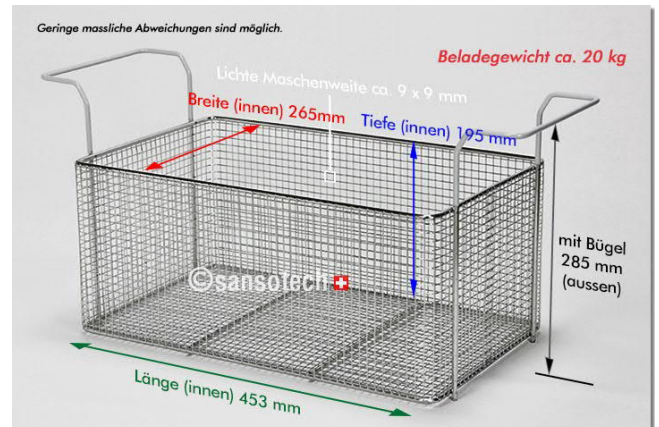 Geringe massliche Abweichungen sind möglich.
Beladegewicht ca. 20 kg
Lichte Maschenweite ca. 9 x 9 mm
Breite (innen) 265mm
Tiefe (innen) 195 mm
mit Bügel
285 mm
(aussen)
©sansotech
Länge (innen) 453 mm